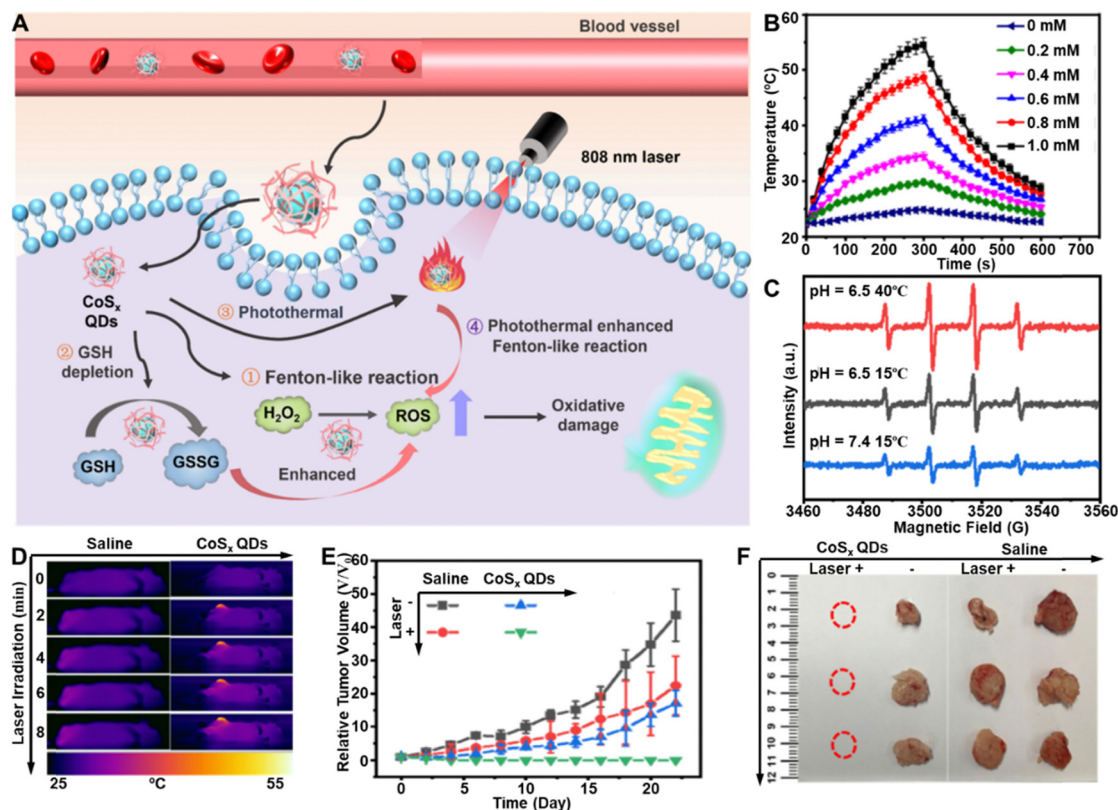 A
Blood vessel
808 nm laser
CoSₓ
QDs
③ Photothermal
② GSH
depletion
① Fenton-like reaction
④ Photothermal enhanced
Fenton-like reaction
H₂O₂
ROS
Oxidative
damage
GSH
GSSG
Enhanced
B
Temperature (°C)
60
50
40
30
20
0 mM
0.2 mM
0.4 mM
0.6 mM
0.8 mM
1.0 mM
0 100 200 300 400 500 600 700
Time (s)
C
Intensity (a.u.)
pH = 6.5 40℃
pH = 6.5 15℃
pH = 7.4 15℃
3460 3480 3500 3520 3540 3560
Magnetic Field (G)
D
Saline CoSₓ QDs
Laser Irradiation (min)
0
2
4
6
8
25 ºC 55
E
Relative Tumor Volume (V/V₀)
60
50
40
30
20
10
0
-10
Saline CoSₓ QDs
Laser
-
+
0 5 10 15 20
Time (Day)
F
CoSₓ QDs Saline
Laser + - Laser + -
0
1
2
3
4
5
6
7
8
9
10
11
12